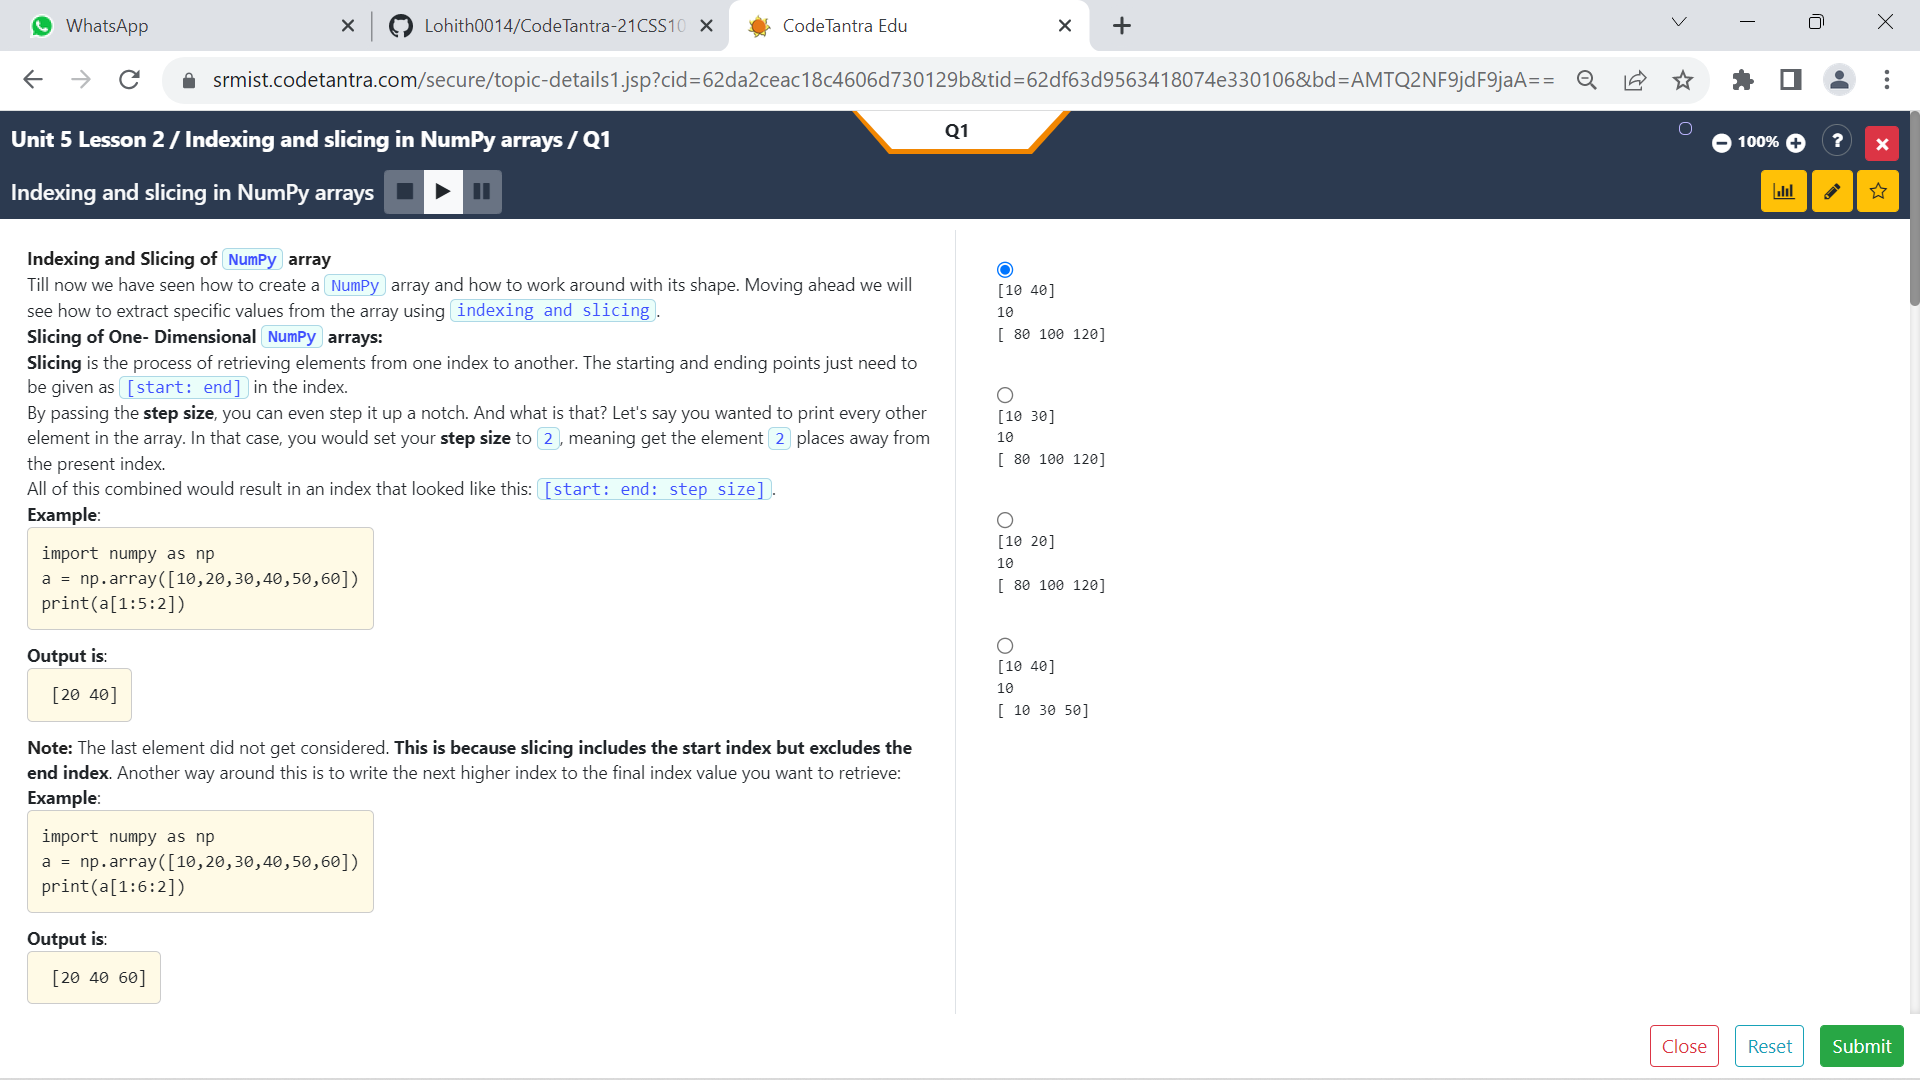 WhatsApp
Lohith0014/CodeTantra-21CSS10
CodeTantra Edu
srmist.codetantra.com/secure/topic-details1.jsp?cid=62da2ceac18c4606d730129b&tid=62df63d9563418074e330106&bd=AMTQ2NF9jdF9jaA==
Unit 5 Lesson 2 / Indexing and slicing in NumPy arrays / Q1
Q1
100%
?
Indexing and slicing in NumPy arrays
Indexing and Slicing of NumPy array
Till now we have seen how to create a NumPy array and how to work around with its shape. Moving ahead we will
see how to extract specific values from the array using indexing and slicing.
Slicing of One- Dimensional NumPy arrays:
Slicing is the process of retrieving elements from one index to another. The starting and ending points just need to
be given as [start: end] in the index.
By passing the step size, you can even step it up a notch. And what is that? Let's say you wanted to print every other
element in the array. In that case, you would set your step size to 2, meaning get the element 2 places away from
the present index.
All of this combined would result in an index that looked like this: [start: end: step size].
Example:
import numpy as np
a = np.array([10,20,30,40,50,60])
print(a[1:5:2])
Output is:
[20 40]
Note: The last element did not get considered. This is because slicing includes the start index but excludes the
end index. Another way around this is to write the next higher index to the final index value you want to retrieve:
Example:
import numpy as np
a = np.array([10,20,30,40,50,60])
print(a[1:6:2])
Output is:
[20 40 60]
[10 40]
10
[ 80 100 120]
[10 30]
10
[ 80 100 120]
[10 20]
10
[ 80 100 120]
[10 40]
10
[ 10 30 50]
Close
Reset
Submit